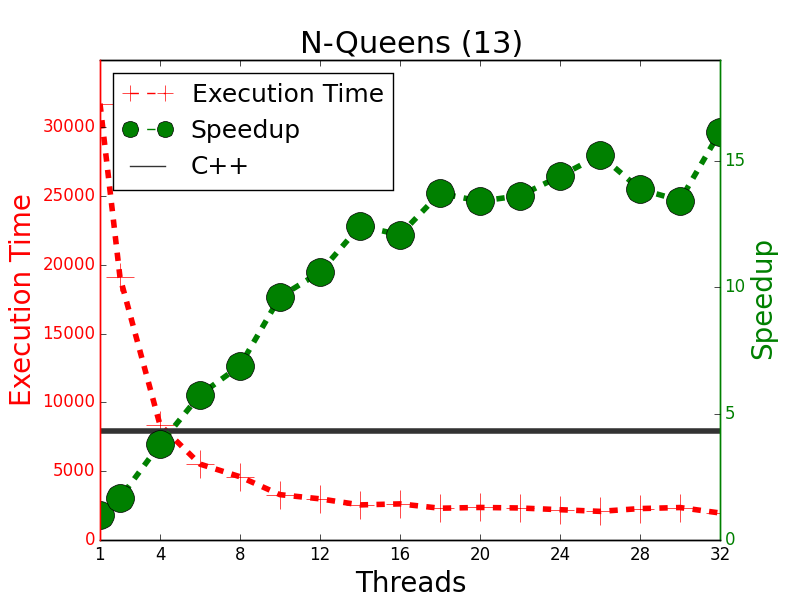 N-Queens (13)
Execution Time
Speedup
C++
Execution Time
30000
25000
20000
15000
10000
5000
0
15
10
5
0
Speedup
1 4 8 12 16 20 24 28 32
Threads